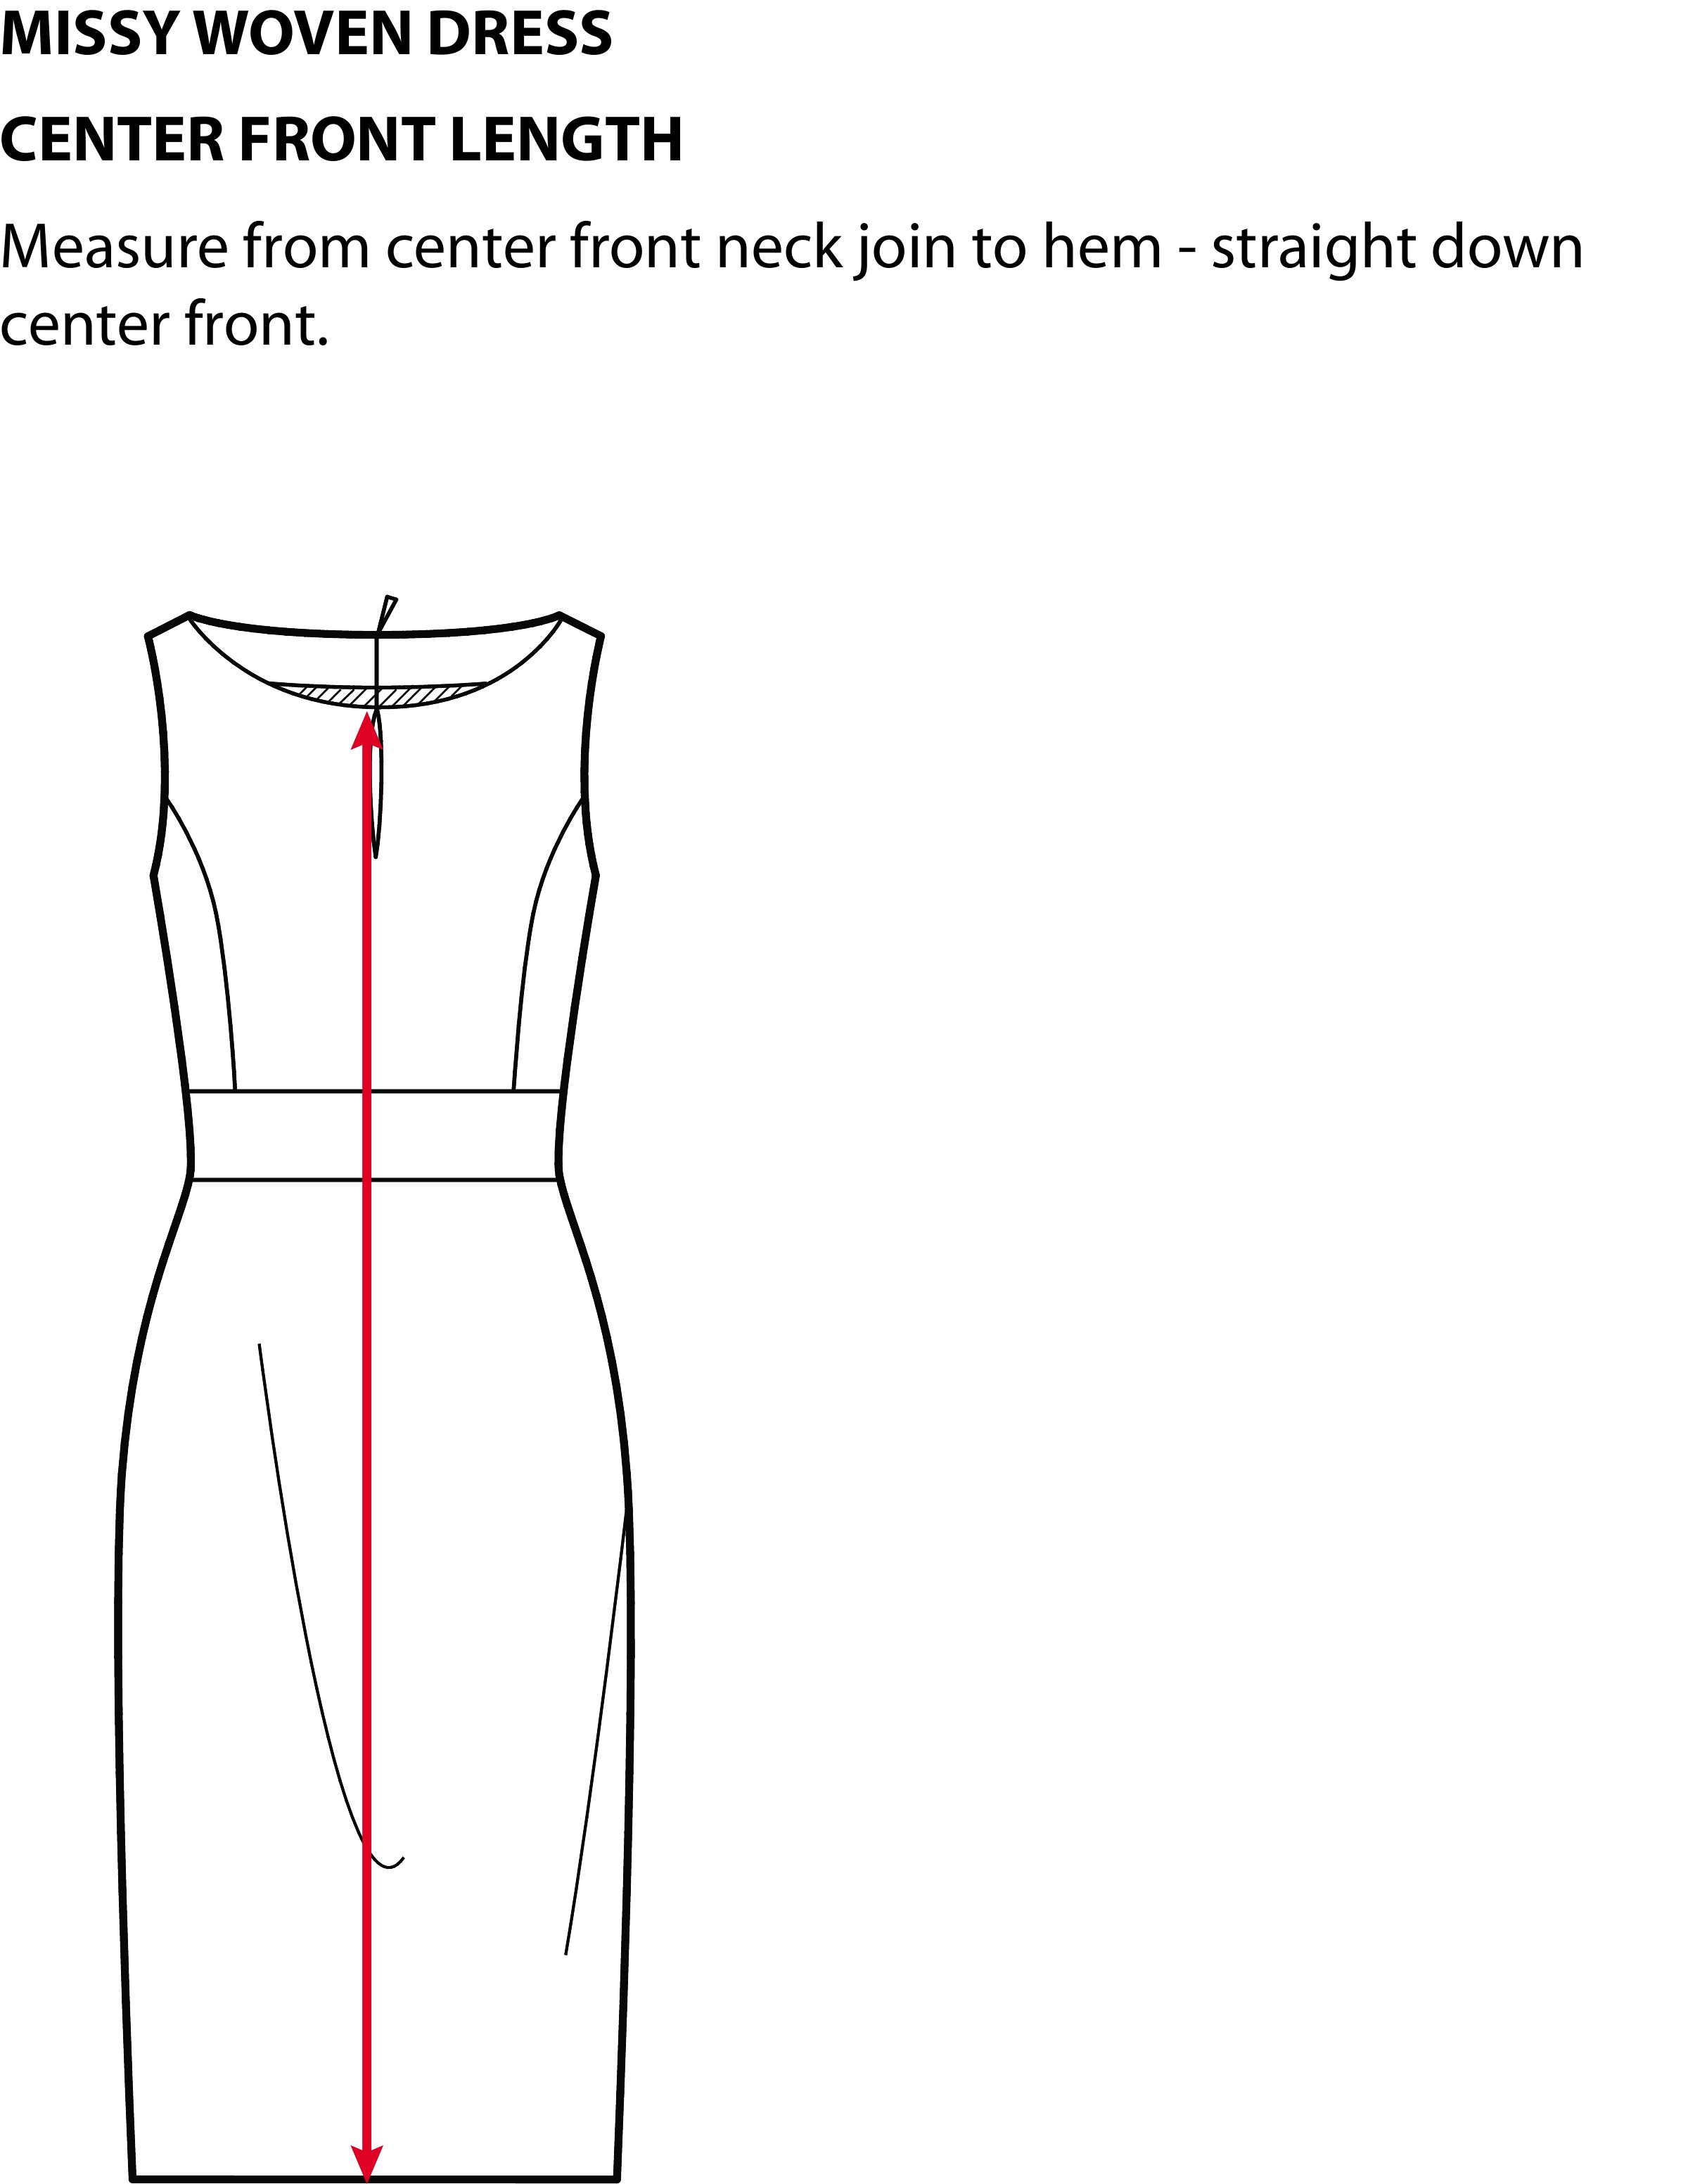 MISSY WOVEN DRESS
CENTER FRONT LENGTH
Measure from center front neck join to hem - straight down
center front.